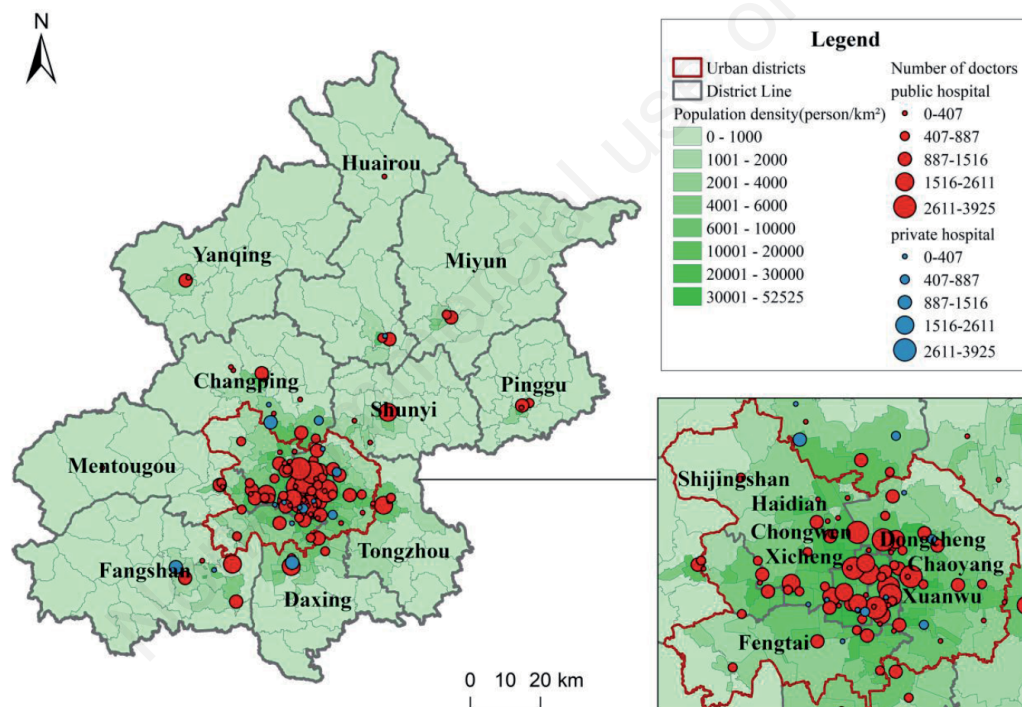 N
Huairou
Yanqing
Miyun
Changping
Shunyi
Pinggu
Mentougou
Fangshan
Tongzhou
Daxing
0 10 20 km
Legend
Urban districts
District Line
Population density(person/km²)
0 - 1000
1001 - 2000
2001 - 4000
4001 - 6000
6001 - 10000
10001 - 20000
20001 - 30000
30001 - 52525
Number of doctors
public hospital
0-407
407-887
887-1516
1516-2611
2611-3925
private hospital
0-407
407-887
887-1516
1516-2611
2611-3925
Shijingshan
Haidian
Chongwen
Dongcheng
Xicheng
Chaoyang
Xuanwu
Fengtai